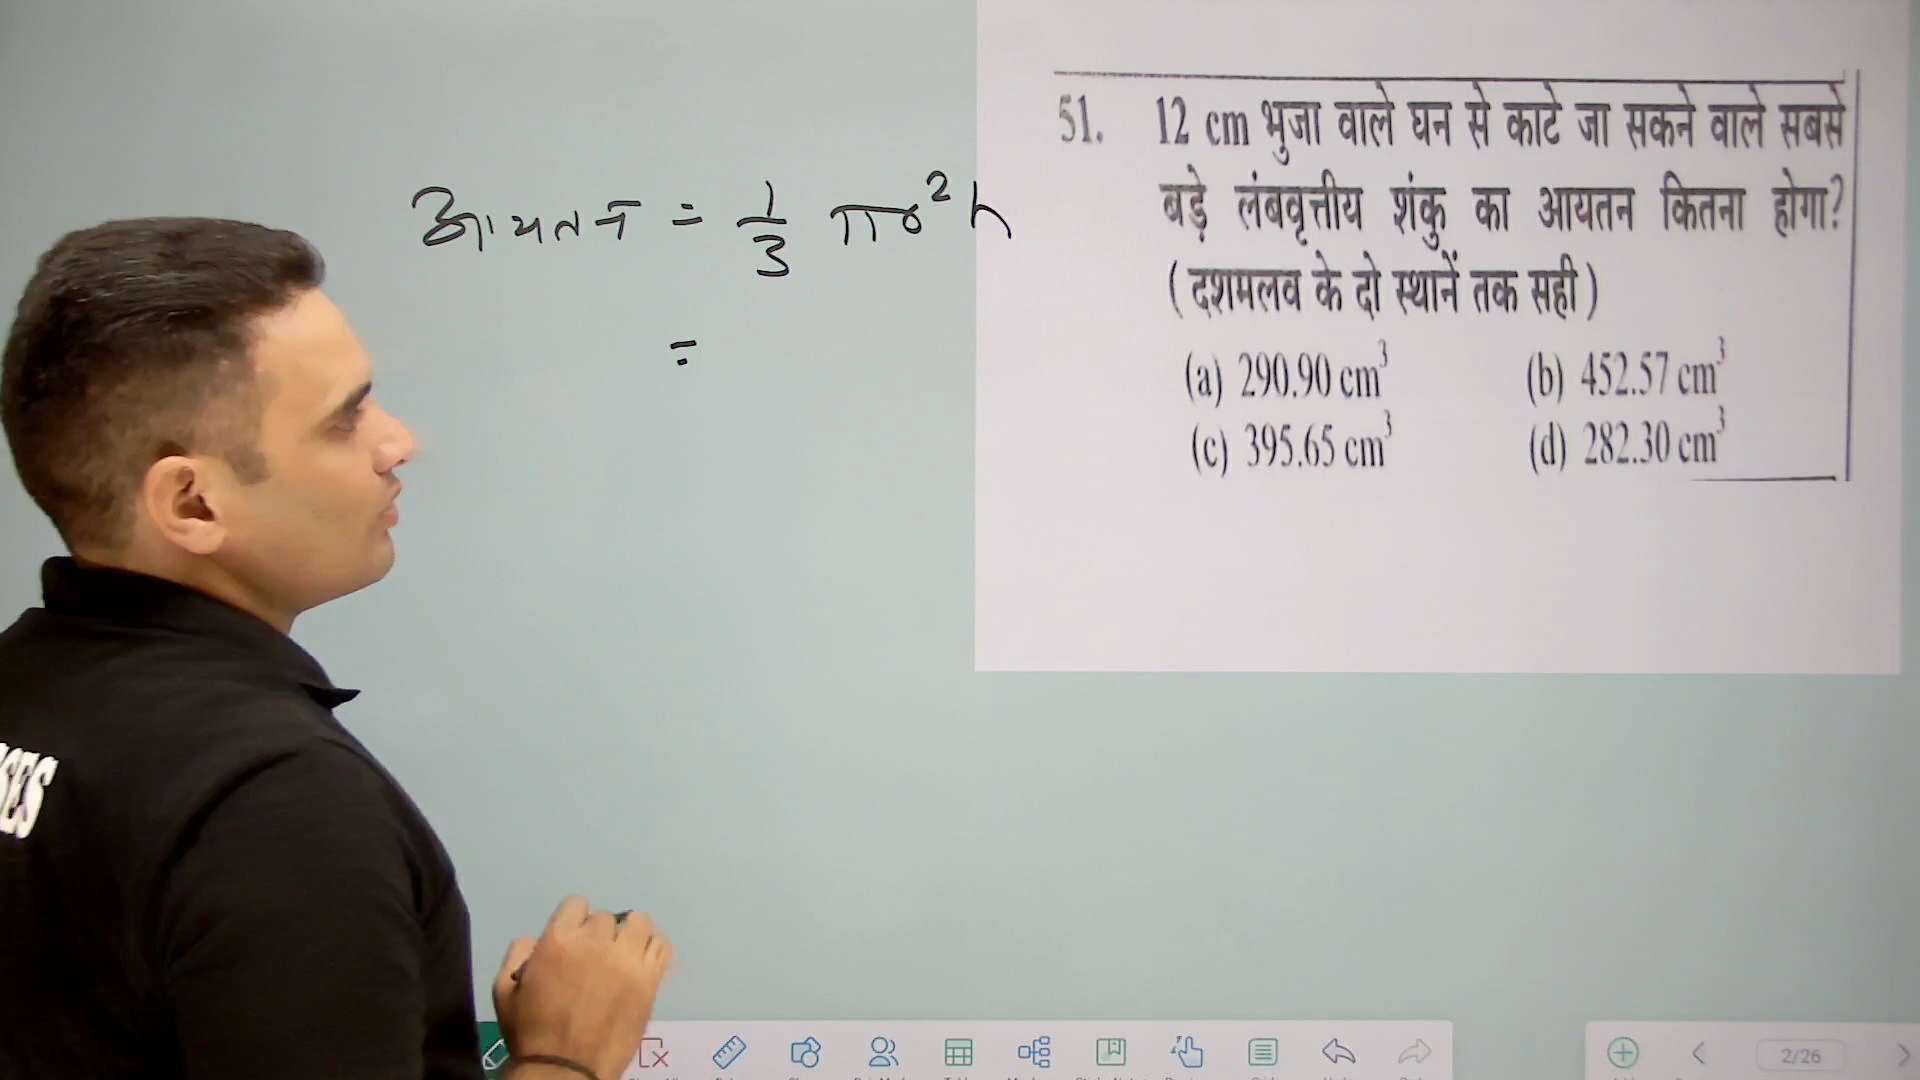 आयतन = 1/3 πr²h
=
51. 12 cm भुजा वाले घन से काटे जा सकने वाले सबसे
बड़े लंबवृत्तीय शंकु का आयतन कितना होगा?
(दशमलव के दो स्थानें तक सही)
(a) 290.90 cm³ (b) 452.57 cm³
(c) 395.65 cm³ (d) 282.30 cm³
SES
2/26